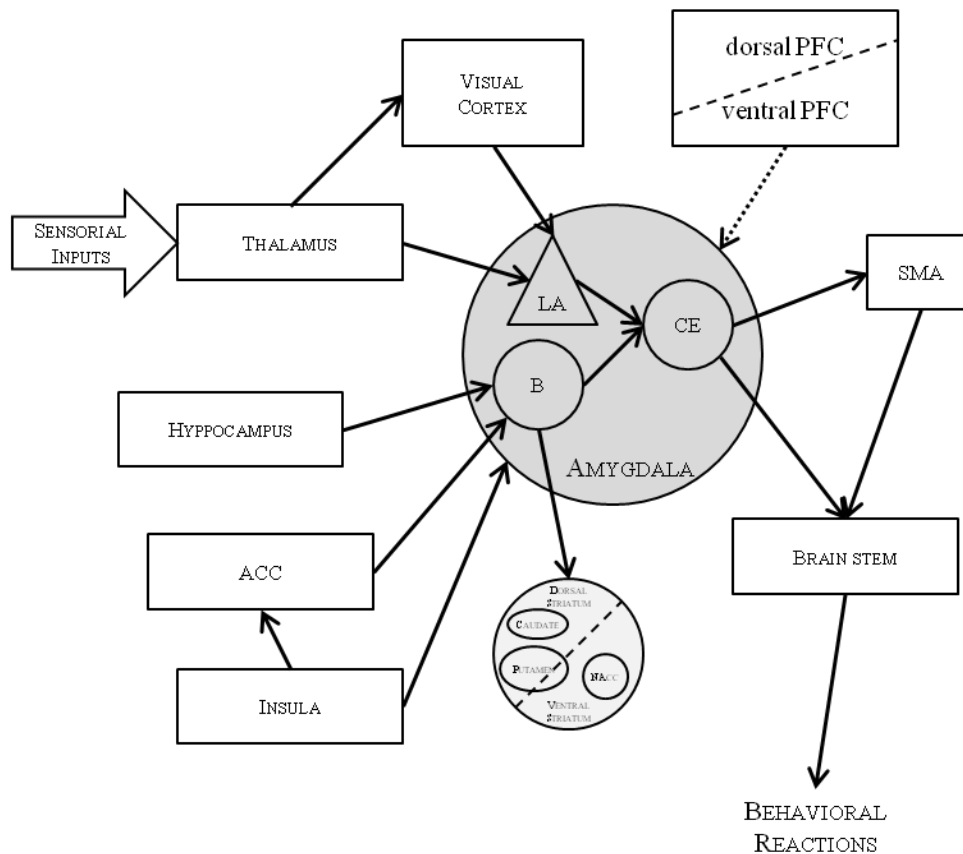 dorsal PFC
VISUAL
CORTEX
ventral PFC
SENSORIAL
INPUTS
THALAMUS
SMA
LA
CE
B
HYPPOCAMPUS
AMYGDALA
BRAIN STEM
ACC
DORSAL
STRIATUM
CAUDATE
PUTAMEN
NACC
INSULA
VENTRAL
STRIATUM
BEHAVIORAL
REACTIONS